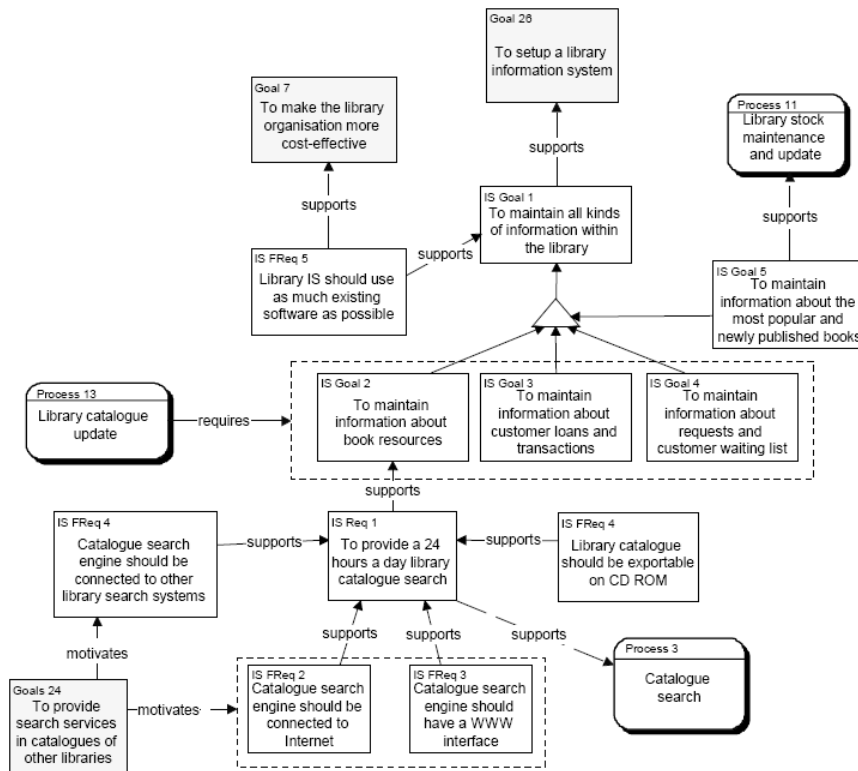 Goal 26
To setup a library
information system
Goal 7
To make the library
organisation more
cost-effective
Process 11
Library stock
maintenance
and update
supports
supports
IS Goal 1
To maintain all kinds
of information within
the library
supports
supports
IS FReq 5
Library IS should use
as much existing
software as possible
IS Goal 5
To maintain
information about the
most popular and
newly published books
IS Goal 2
To maintain
information about
book resources
IS Goal 3
To maintain
information about
customer loans and
transactions
IS Goal 4
To maintain
information about
requests and
customer waiting list
Process 13
Library catalogue
update
requires
supports
IS FReq 4
Catalogue search
engine should be
connected to other
library search systems
supports
IS Req 1
To provide a 24
hours a day library
catalogue search
supports
IS FReq 4
Library catalogue
should be exportable
on CD ROM
motivates
supports
supports
supports
Goals 24
To provide
search services
in catalogues of
other libraries
motivates
IS FReq 2
Catalogue search
engine should be
connected to
Internet
IS FReq 3
Catalogue search
engine should
have a WWW
interface
Process 3
Catalogue
search